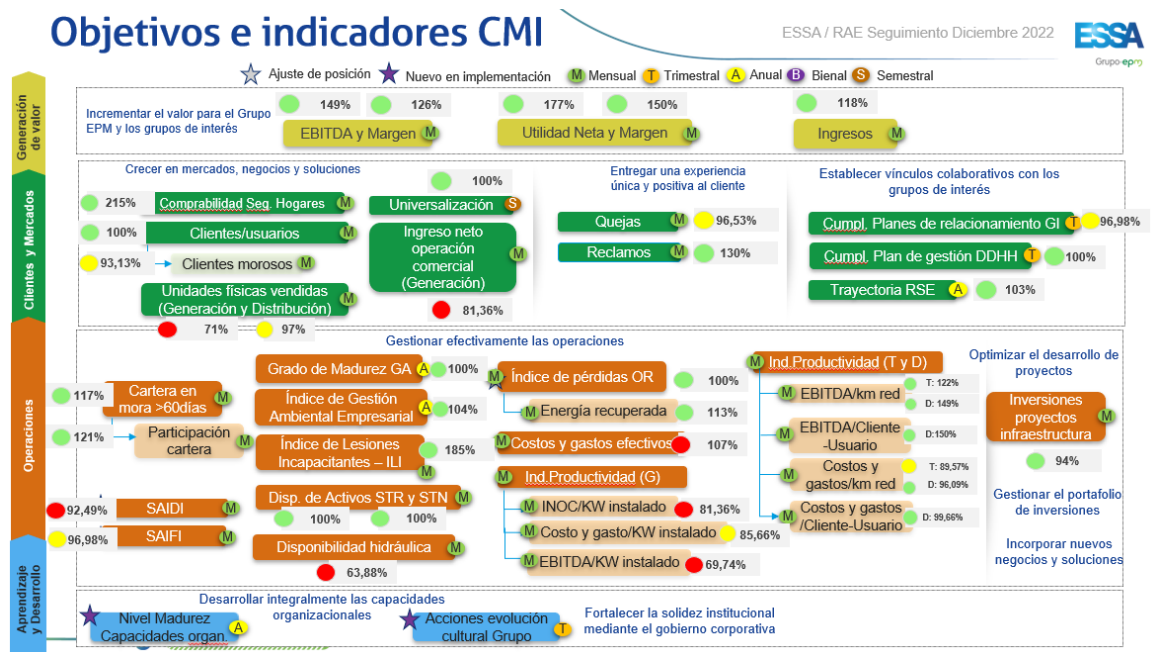 Objetivos e indicadores CMI
ESSA / RAE Seguimiento Diciembre 2022
ESSA
Grupo·epm
Ajuste de posición
Nuevo en implementación
M Mensual
T Trimestral
A Anual
B Bienal
S Semestral
Generación
de valor
Incrementar el valor para el Grupo
EPM y los grupos de interés
149%
126%
EBITDA y Margen
M
177%
150%
Utilidad Neta y Margen
M
118%
Ingresos
M
Clientes y Mercados
Crecer en mercados, negocios y soluciones
215%
Comprabilidad Seg. Hogares
M
100%
Clientes/usuarios
M
93,13%
Clientes morosos
M
Unidades físicas vendidas
(Generación y Distribución)
M
71%
97%
100%
Universalización
S
Ingreso neto
operación
comercial
(Generación)
M
81,36%
Entregar una experiencia
única y positiva al cliente
Quejas
M
96,53%
Reclamos
M
130%
Establecer vínculos colaborativos con los
grupos de interés
Cumpl. Planes de relacionamiento GI
T
96,98%
Cumpl. Plan de gestión DDHH
T
100%
Trayectoria RSE
A
103%
Operaciones
Gestionar efectivamente las operaciones
117%
Cartera en
mora >60días
M
121%
Participación
cartera
M
92,49%
SAIDI
M
96,98%
SAIFI
M
Grado de Madurez GA
A
100%
Índice de Gestión
Ambiental Empresarial
A
104%
Índice de Lesiones
Incapacitantes – ILI
M
185%
Disp. de Activos STR y STN
M
100%
100%
Disponibilidad hidráulica
M
63,88%
M
Índice de pérdidas OR
100%
M
Energía recuperada
113%
M
Costos y gastos efectivos
107%
M
Ind.Productividad (G)
M
INOC/KW instalado
81,36%
M
Costo y gasto/KW instalado
85,66%
M
EBITDA/KW instalado
69,74%
M
Ind.Productividad (T y D)
M
EBITDA/km red
T: 122%
D: 149%
M
EBITDA/Cliente
-Usuario
D:150%
M
Costos y
gastos/km red
T: 89,57%
D: 96,09%
M
Costos y gastos
/Cliente-Usuario
D: 99,66%
Optimizar el desarrollo de
proyectos
Inversiones
proyectos
infraestructura
M
94%
Gestionar el portafolio
de inversiones
Incorporar nuevos
negocios y soluciones
Aprendizaje
y Desarrollo
Desarrollar integralmente las capacidades
organizacionales
Nivel Madurez
Capacidades organ.
A
Acciones evolución
cultural Grupo
T
Fortalecer la solidez institucional
mediante el gobierno corporativa